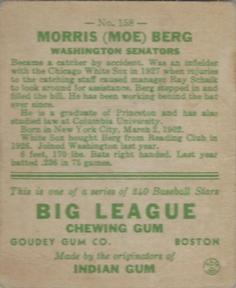 — No. 158 —
MORRIS (MOE) BERG
WASHINGTON SENATORS
Became a catcher by accident. Was an infielder
with the Chicago White Sox in 1927 when injuries
to the catching staff caused manager Ray Schalk
to look around for assistance. Berg stepped in and
filled the bill. He has been working behind the bat
ever since.
He is a graduate of Princeton and has also
studied law at Columbia University.
Born in New York City, March 2, 1902.
White Sox bought Berg from Reading Club in
1926. Joined Washington last year.
6 feet, 170 lbs. Bats right handed. Last year
batted .236 in 75 games.
This is one of a series of 240 Baseball Stars
BIG LEAGUE
CHEWING GUM
GOUDEY GUM CO. BOSTON
Made by the originators of
INDIAN GUM